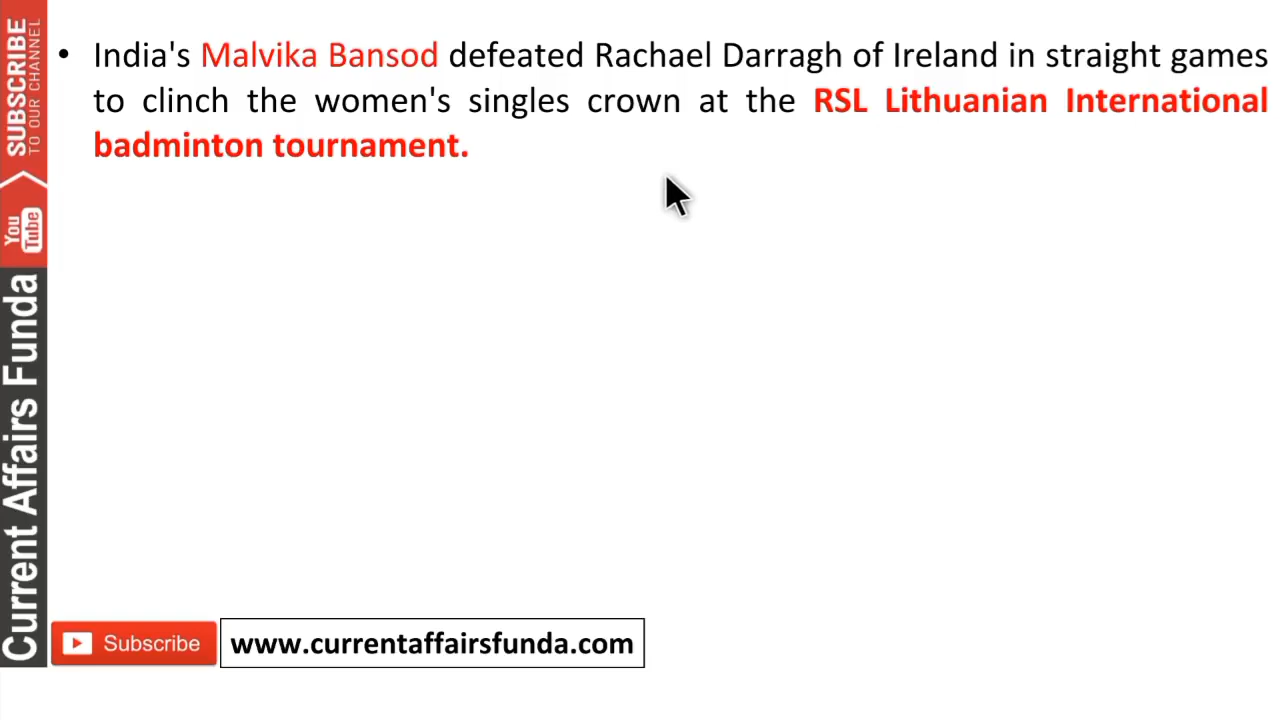 • India's Malvika Bansod defeated Rachael Darragh of Ireland in straight games
to clinch the women's singles crown at the RSL Lithuanian International
badminton tournament.
SUBSCRIBE
TO OUR CHANNEL
You
Tube
Current Affairs Funda
Subscribe
www.currentaffairsfunda.com